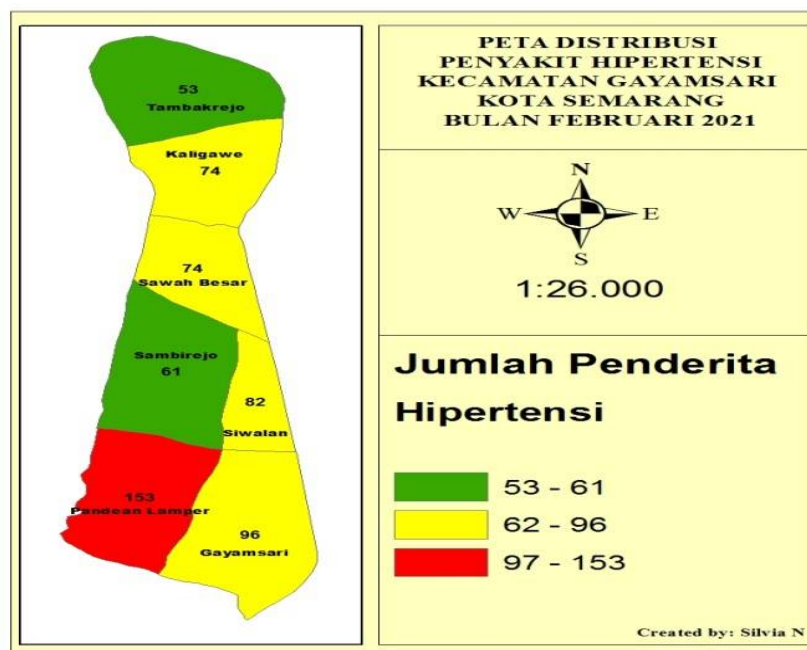 53
Tambakrejo
Kaligawe
74
74
Sawah Besar
Sambirejo
61
82
Siwalan
153
Pandean Lamper
96
Gayamsari
PETA DISTRIBUSI
PENYAKIT HIPERTENSI
KECAMATAN GAYAMSARI
KOTA SEMARANG
BULAN FEBRUARI 2021
N
W E
S
1:26.000
Jumlah Penderita
Hipertensi
53 - 61
62 - 96
97 - 153
Created by: Silvia N